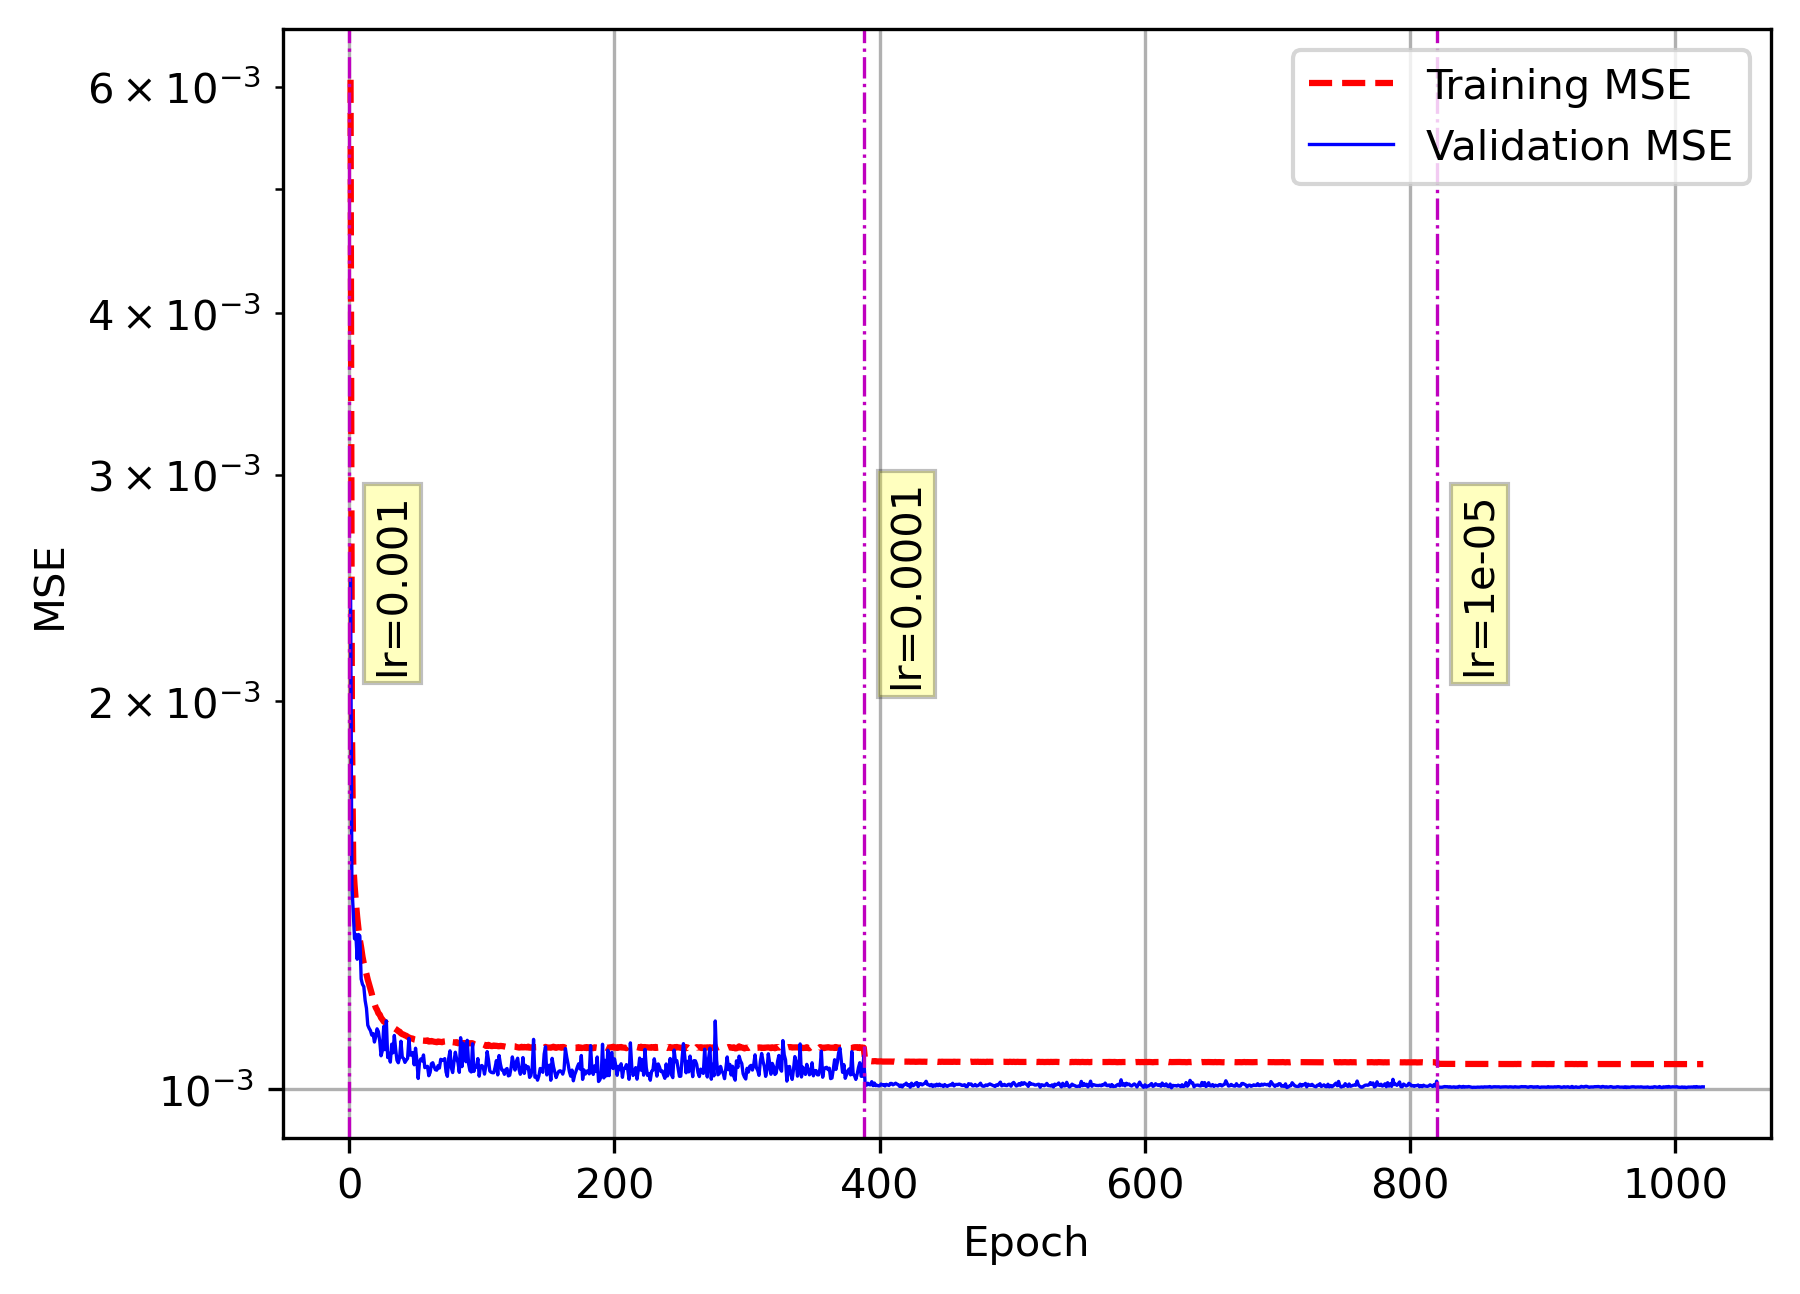 6 × 10⁻³
4 × 10⁻³
3 × 10⁻³
2 × 10⁻³
10⁻³
MSE
Training MSE
Validation MSE
lr=0.001
lr=0.0001
lr=1e-05
0 200 400 600 800 1000
Epoch